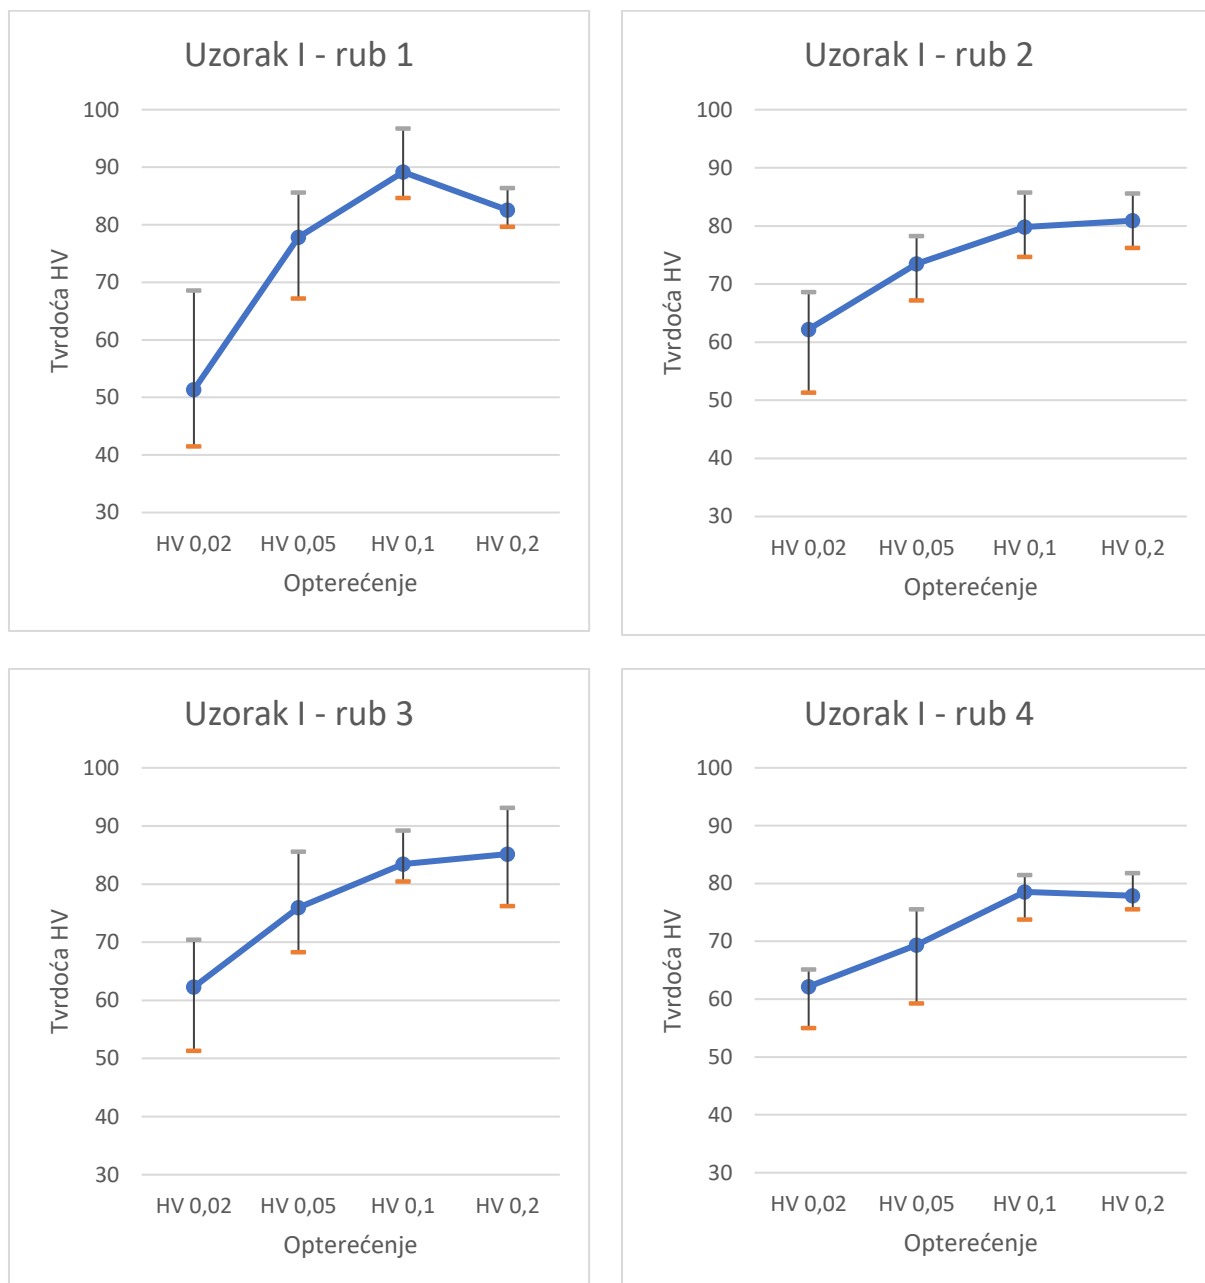 Uzorak I - rub 1
100
90
80
70
60
50
40
30
Tvrdoća HV
HV 0,02 HV 0,05 HV 0,1 HV 0,2
Opterećenje
Uzorak I - rub 2
100
90
80
70
60
50
40
30
Tvrdoća HV
HV 0,02 HV 0,05 HV 0,1 HV 0,2
Opterećenje
Uzorak I - rub 3
100
90
80
70
60
50
40
30
Tvrdoća HV
HV 0,02 HV 0,05 HV 0,1 HV 0,2
Opterećenje
Uzorak I - rub 4
100
90
80
70
60
50
40
30
Tvrdoća HV
HV 0,02 HV 0,05 HV 0,1 HV 0,2
Opterećenje